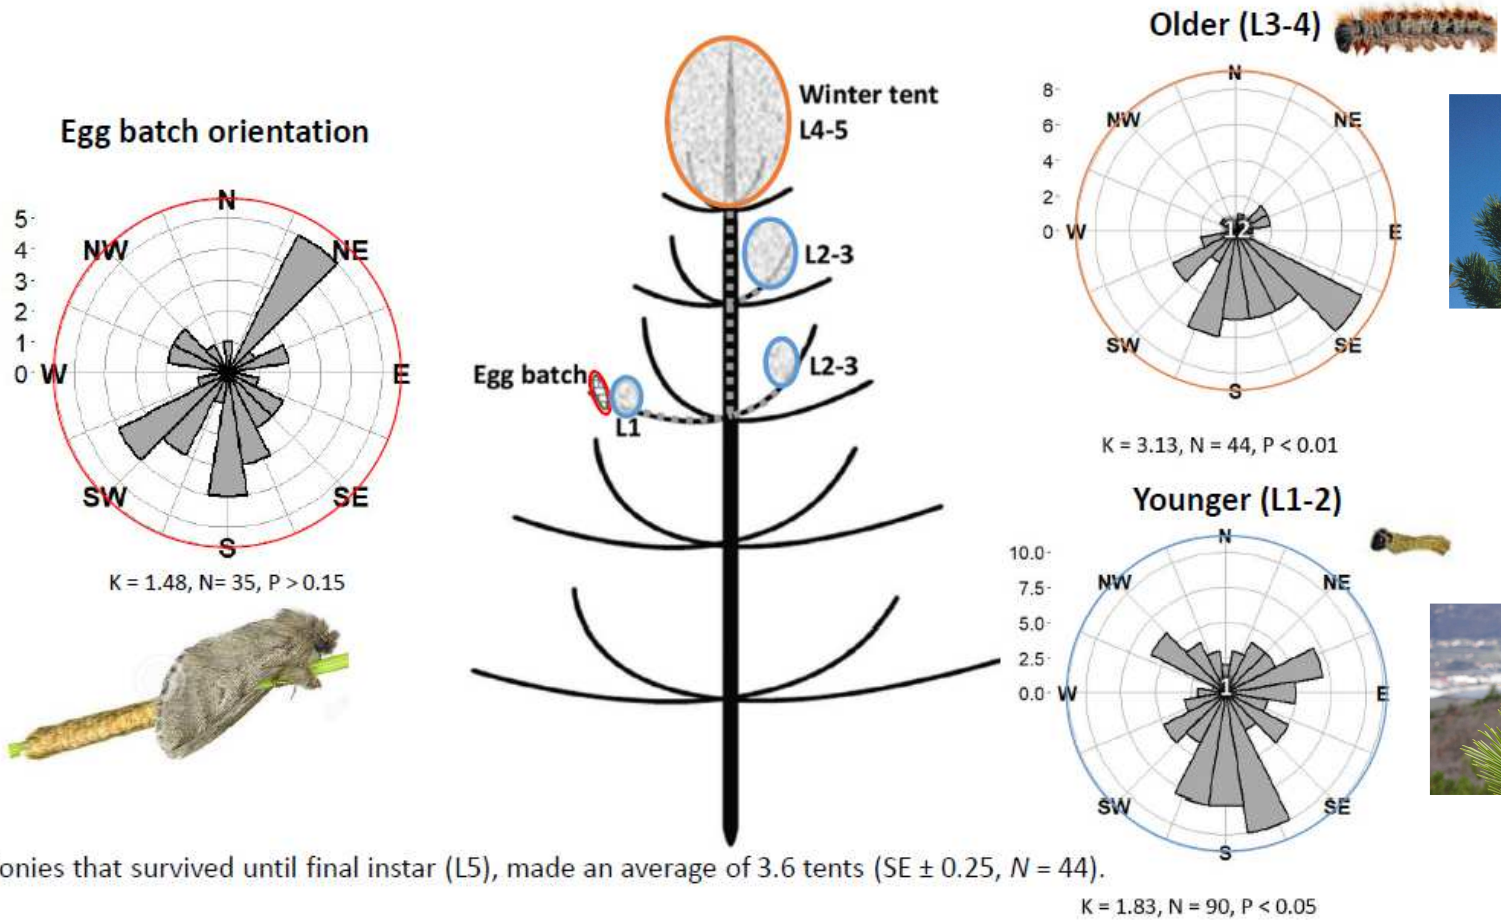 Egg batch orientation
N
NE
E
SE
S
SW
W
NW
5
4
3
2
1
0
K = 1.48, N= 35, P > 0.15
Winter tent
L4-5
L2-3
L2-3
Egg batch
L1
Older (L3-4)
N
NE
E
SE
S
SW
W
NW
8
6
4
2
0
12
K = 3.13, N = 44, P < 0.01
Younger (L1-2)
N
NE
E
SE
S
SW
W
NW
10.0
7.5
5.0
2.5
0.0
1
K = 1.83, N = 90, P < 0.05
onies that survived until final instar (L5), made an average of 3.6 tents (SE ± 0.25, N = 44).